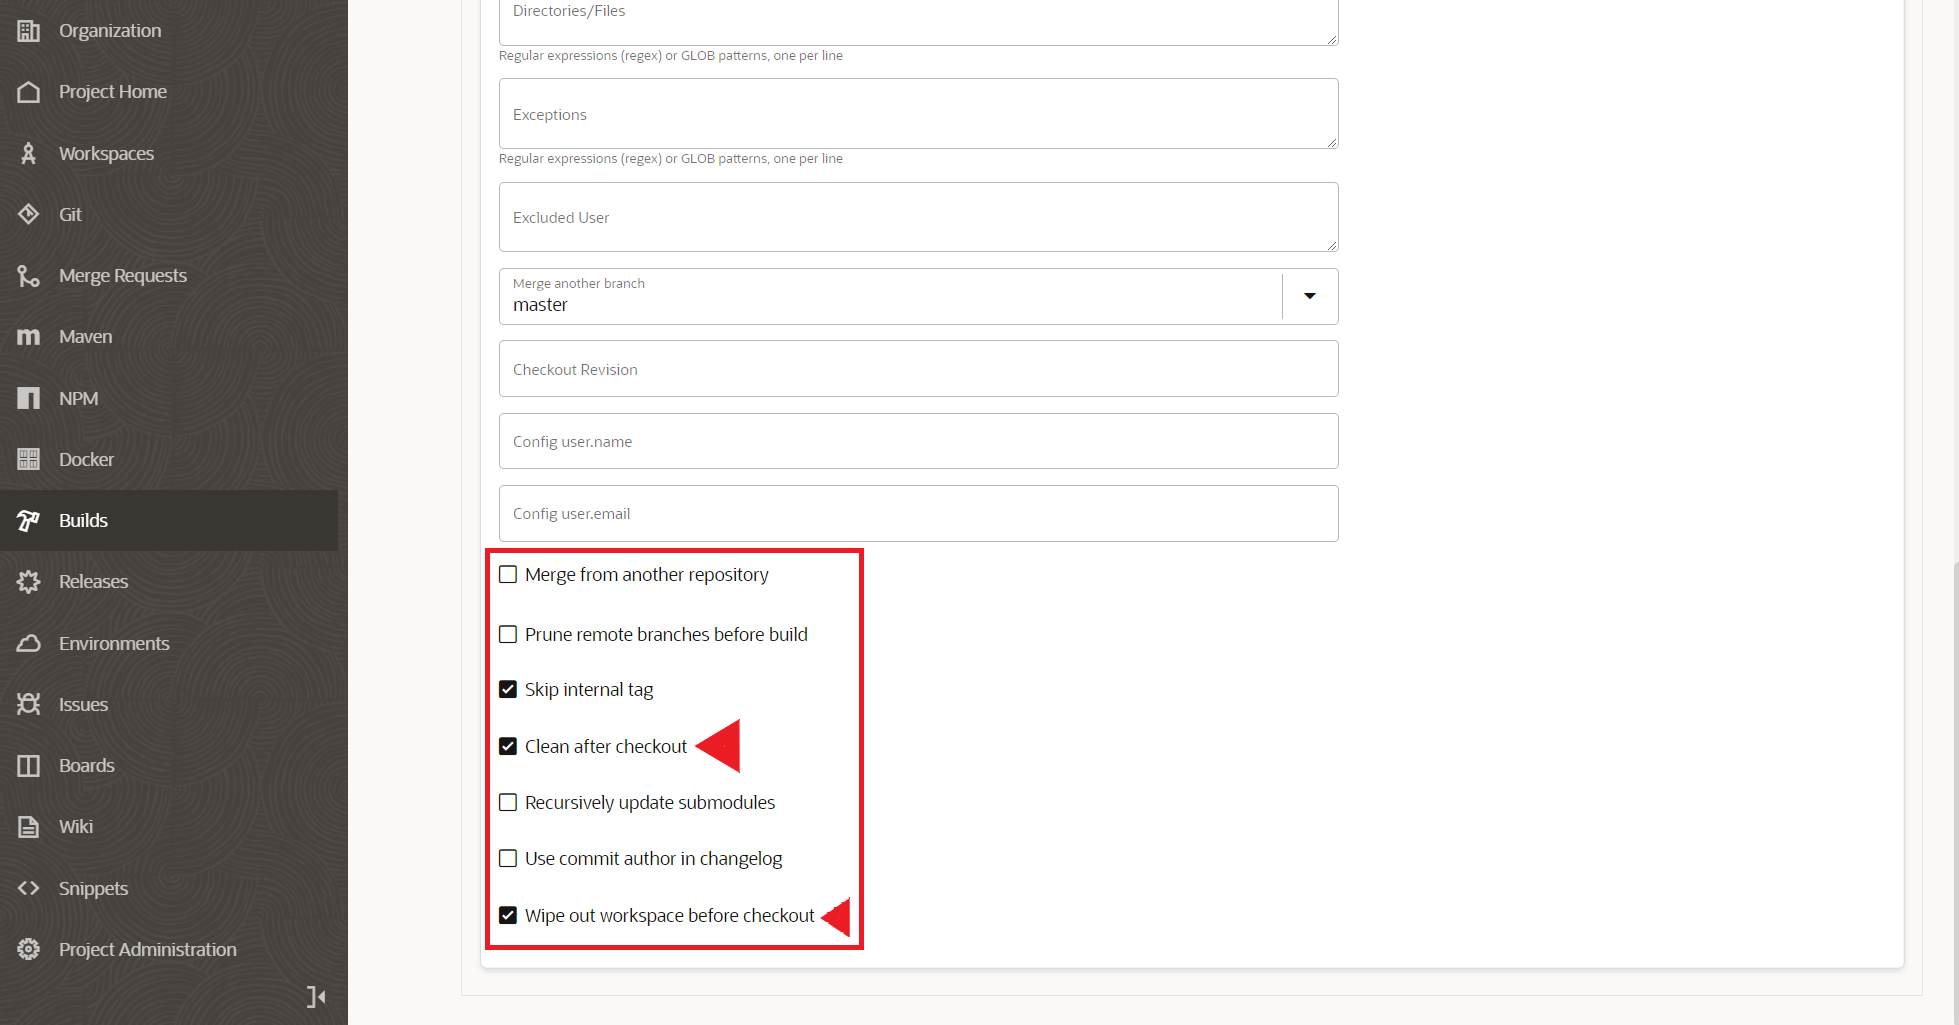 Organization
Project Home
Workspaces
Git
Merge Requests
Maven
NPM
Docker
Builds
Releases
Environments
Issues
Boards
Wiki
Snippets
Project Administration
Directories/Files
Regular expressions (regex) or GLOB patterns, one per line
Exceptions
Regular expressions (regex) or GLOB patterns, one per line
Excluded User
Merge another branch
master
Checkout Revision
Config user.name
Config user.email
Merge from another repository
Prune remote branches before build
Skip internal tag
Clean after checkout
Recursively update submodules
Use commit author in changelog
Wipe out workspace before checkout